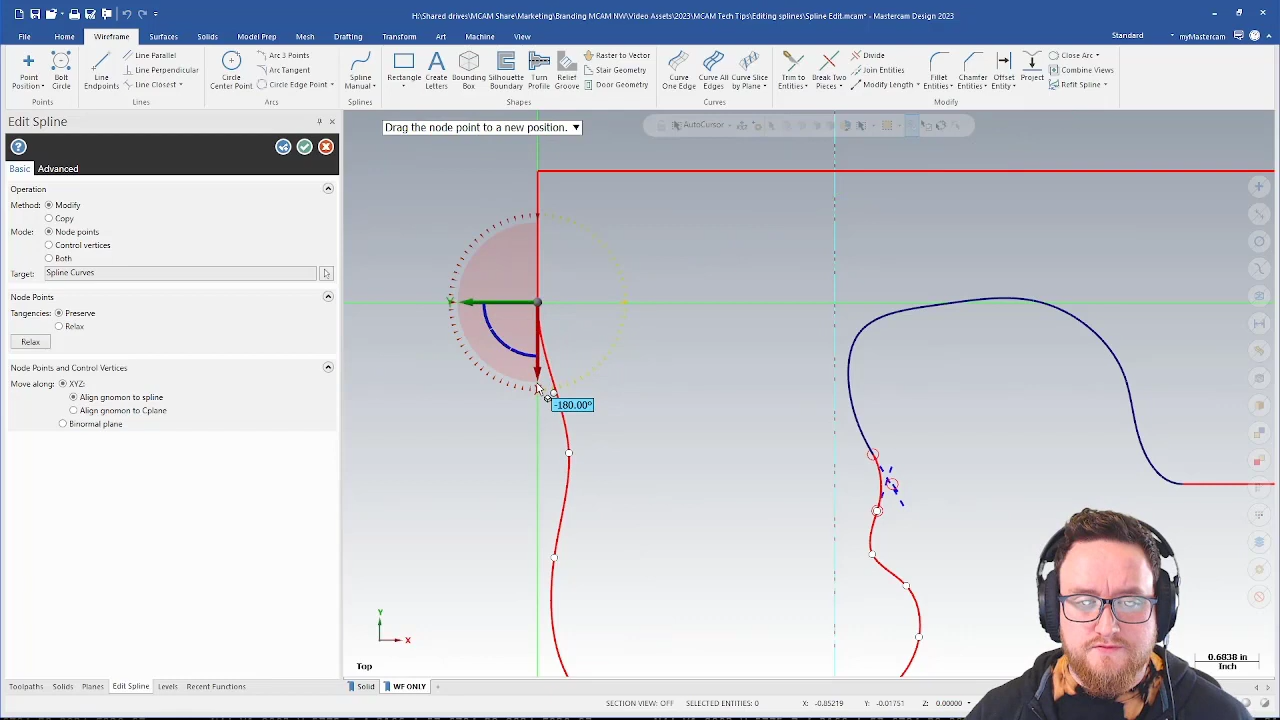 H:\Shared drives\MCAM Share\Marketing\Branding MCAM NW\Video Assets\2023\MCAM Tech Tips\Editing splines\Spline Edit.mcam* - Mastercam Design 2023
File Home Wireframe Surfaces Solids Model Prep Mesh Drafting Transform Art Machine View Standard myMastercam
Point Position Bolt Circle
Points
Line Endpoints
Line Parallel
Line Perpendicular
Line Closest
Lines
Circle Center Point
Arc 3 Points
Arc Tangent
Circle Edge Point
Arcs
Spline Manual
Splines
Rectangle Create Letters Bounding Box Silhouette Boundary Turn Profile Relief Groove
Raster to Vector
Stair Geometry
Door Geometry
Shapes
Curve One Edge Curve All Edges Curve Slice by Plane
Curves
Trim to Entities Break Two Pieces
Divide
Join Entities
Modify Length
Fillet Entities Chamfer Entities Offset Entity Project
Close Arc
Combine Views
Refit Spline
Modify
Edit Spline
Basic Advanced
Operation
Method: Modify
Copy
Mode: Node points
Control vertices
Both
Target: Spline Curves
Node Points
Tangencies: Preserve
Relax
Relax
Node Points and Control Vertices
Move along: XYZ:
Align gnomon to spline
Align gnomon to Cplane
Binormal plane
Drag the node point to a new position.
AutoCursor
Y
-180.00°
Y
X
Top
0.6838 in
Inch
Toolpaths Solids Planes Edit Spline Levels Recent Functions
Solid WF ONLY +
SECTION VIEW: OFF SELECTED ENTITIES: 0 X: -0.85219 Y: -0.01751 Z: 0.00000